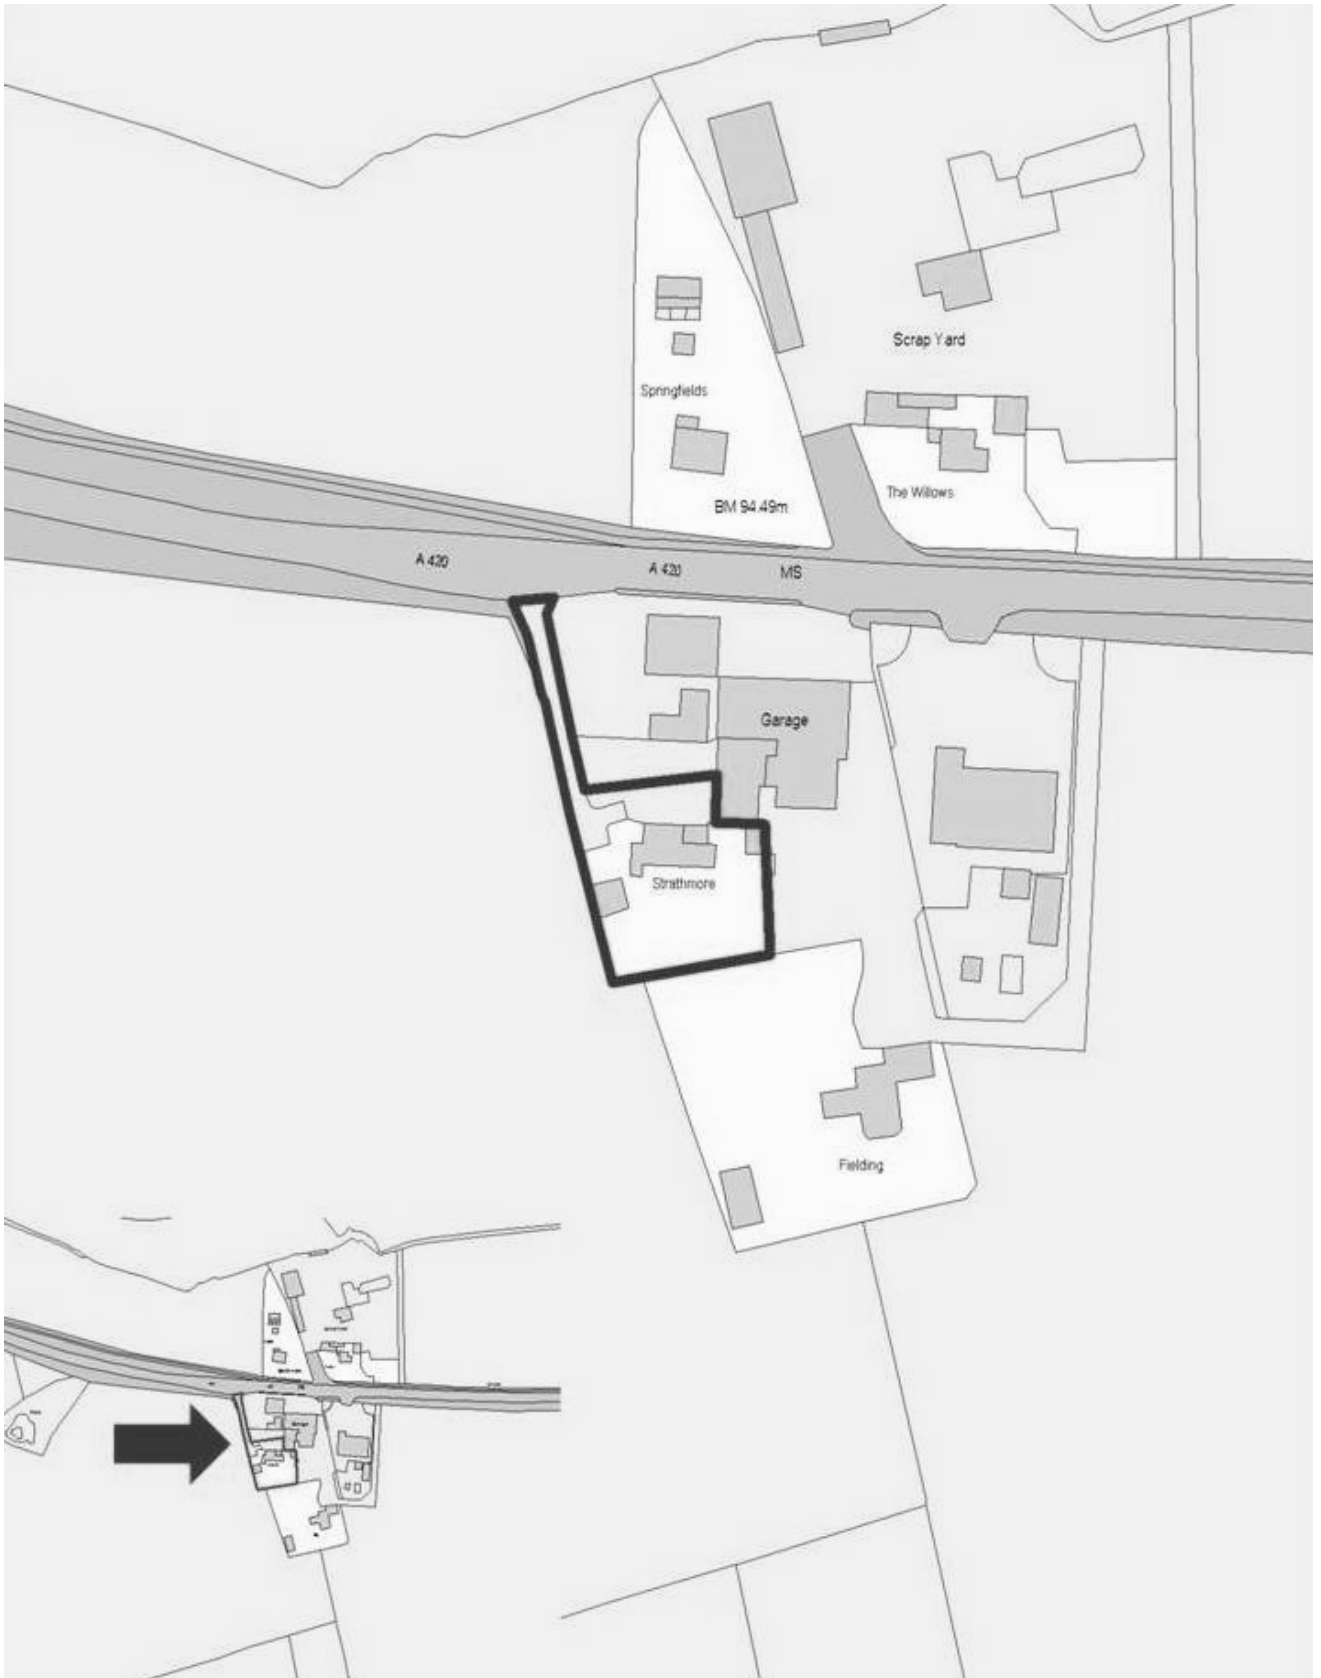 Scrap Yard
Springfields
The Willows
BM 94.49m
A 420
A 420
MS
Garage
Strathmore
Fielding